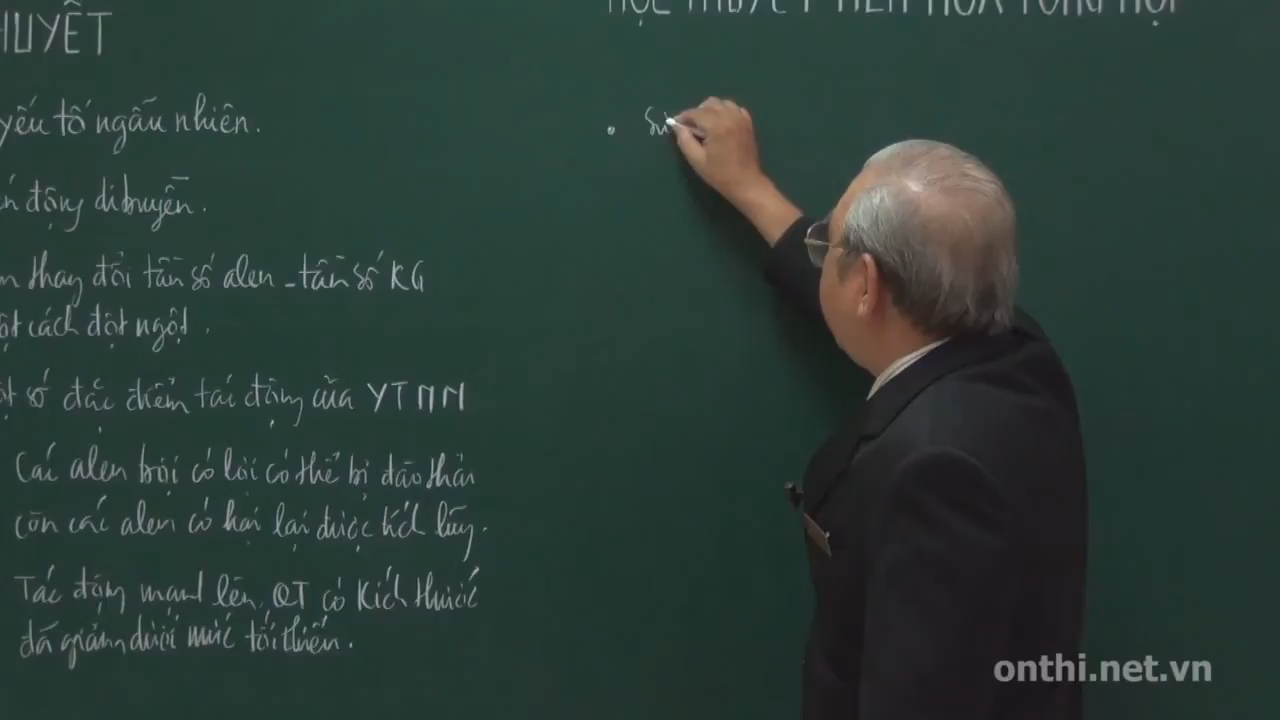 HUYẾT
yếu tố ngẫu nhiên.
động di truyền.
thay đổi tần số alen - tần số KG
cách đột ngột.
số đặc điểm tác động của YTNN
Các alen trội có lợi có thể bị đào thải
còn các alen có hại lại được tích lũy.
Tác động mạnh lên QT có kích thước
đã giảm dưới mức tối thiểu.
HỌC THUYẾT TIẾN HÓA TỔNG HỢP
onthi.net.vn